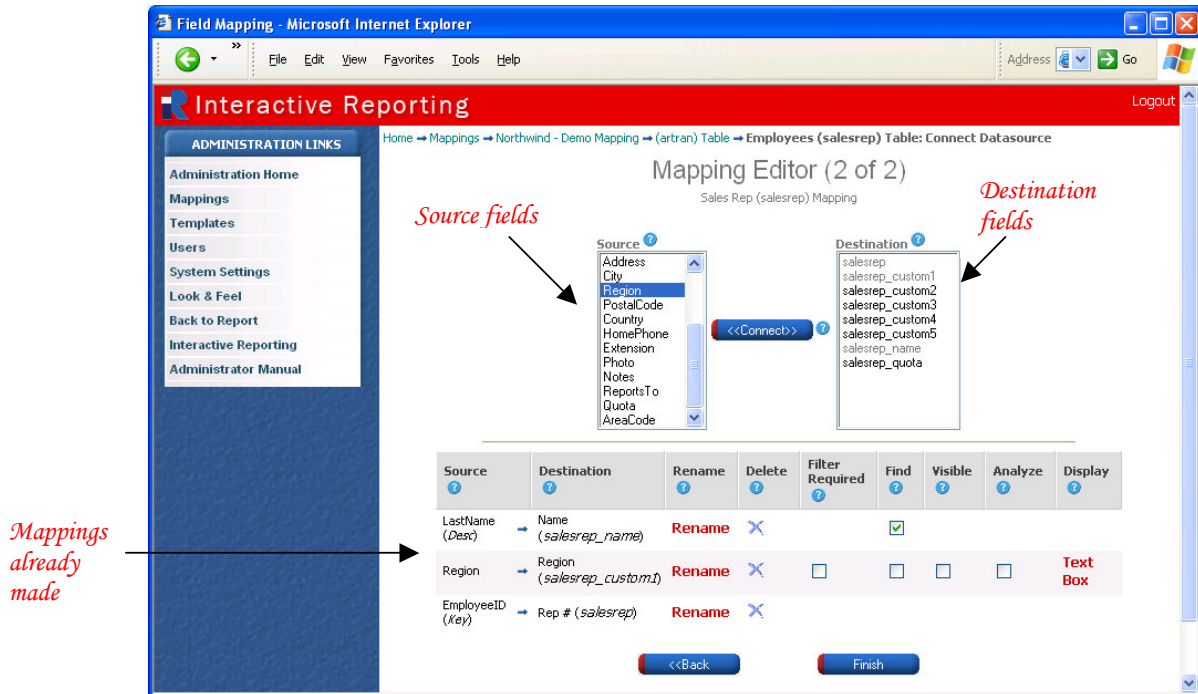 Field Mapping - Microsoft Internet Explorer
» File Edit View Favorites Tools Help Address Go
Interactive Reporting Logout
ADMINISTRATION LINKS
Administration Home
Mappings
Templates
Users
System Settings
Look & Feel
Back to Report
Interactive Reporting
Administrator Manual
Home → Mappings → Northwind - Demo Mapping → (artran) Table → Employees (salesrep) Table: Connect Datasource
Mapping Editor (2 of 2)
Sales Rep (salesrep) Mapping
Source fields
Destination
fields
Source ?
Address
City
Region
PostalCode
Country
HomePhone
Extension
Photo
Notes
ReportsTo
Quota
AreaCode
<<Connect>> ?
Destination ?
salesrep
salesrep_custom1
salesrep_custom2
salesrep_custom3
salesrep_custom4
salesrep_custom5
salesrep_name
salesrep_quota
Mappings
already
made
Source ? Destination ? Rename ? Delete ? Filter Required ? Find ? Visible ? Analyze ? Display ?
LastName (Desc) → Name (salesrep_name) Rename
Region → Region (salesrep_custom1) Rename Text Box
EmployeeID (Key) → Rep # (salesrep) Rename
<<Back Finish